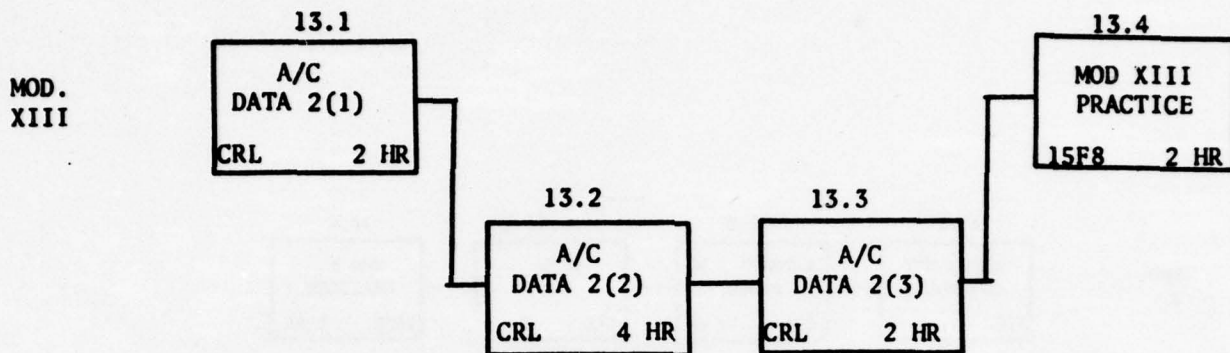 MOD.
XIII
13.1
A/C
DATA 2(1)
CRL 2 HR
13.2
A/C
DATA 2(2)
CRL 4 HR
13.3
A/C
DATA 2(3)
CRL 2 HR
13.4
MOD XIII
PRACTICE
15F8 2 HR